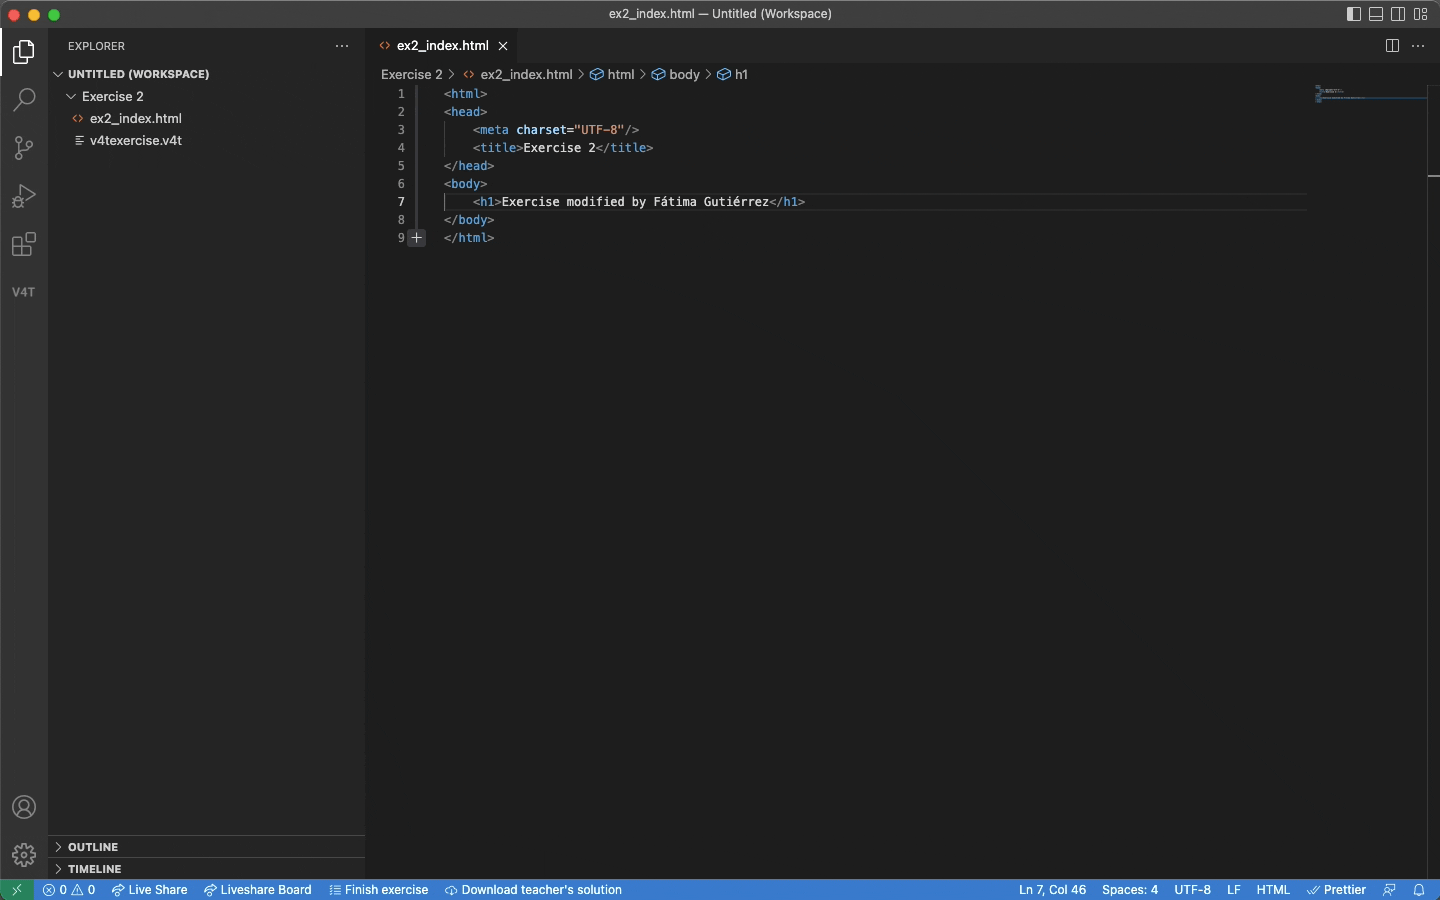 ex2_index.html — Untitled (Workspace)
EXPLORER
UNTITLED (WORKSPACE)
Exercise 2
ex2_index.html
v4texercise.v4t
V4T
OUTLINE
TIMELINE
ex2_index.html
Exercise 2 > ex2_index.html > html > body > h1
1 <html>
2 <head>
3 <meta charset="UTF-8"/>
4 <title>Exercise 2</title>
5 </head>
6 <body>
7 <h1>Exercise modified by Fátima Gutiérrez</h1>
8 </body>
9 </html>
0 0 Live Share Liveshare Board Finish exercise Download teacher's solution Ln 7, Col 46 Spaces: 4 UTF-8 LF HTML Prettier